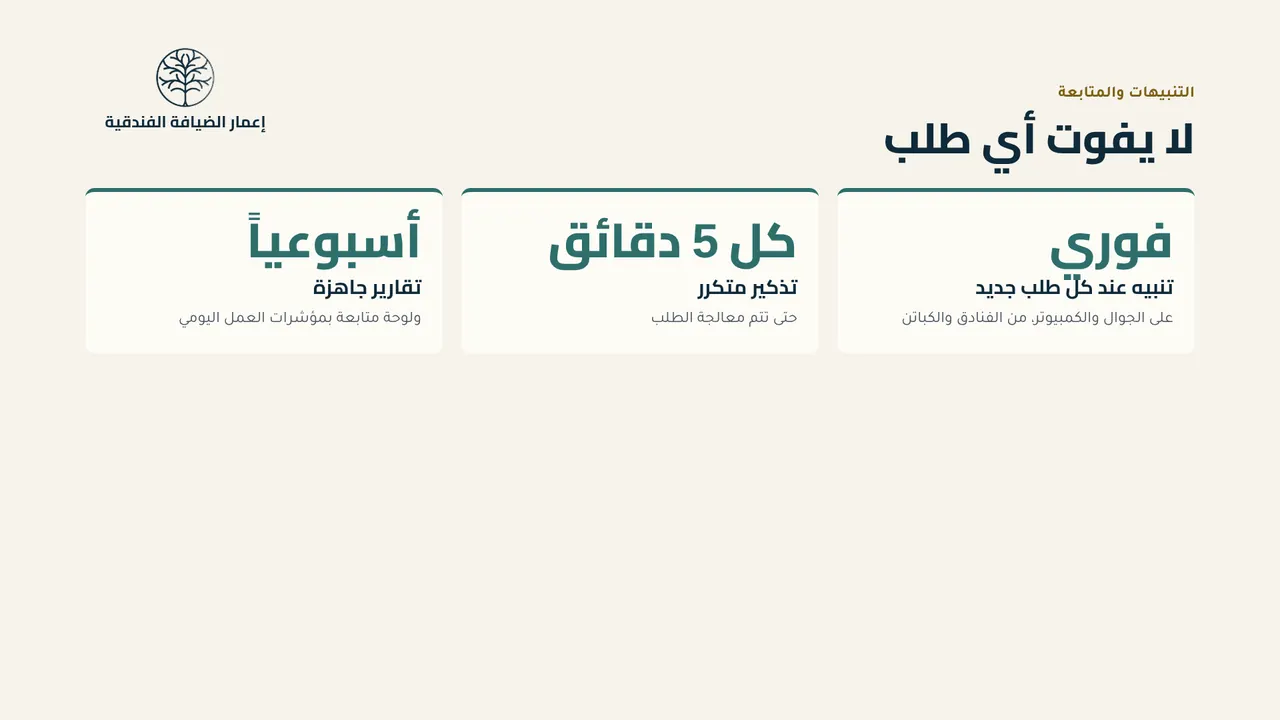 إعمار الضيافة الفندقية
التنبيهات والمتابعة
لا يفوت أي طلب
فوري
تنبيه عند كل طلب جديد
على الجوال والكمبيوتر، من الفنادق والكباتن
كل 5 دقائق
تذكير متكرر
حتى تتم معالجة الطلب
أسبوعياً
تقارير جاهزة
ولوحة متابعة بمؤشرات العمل اليومي